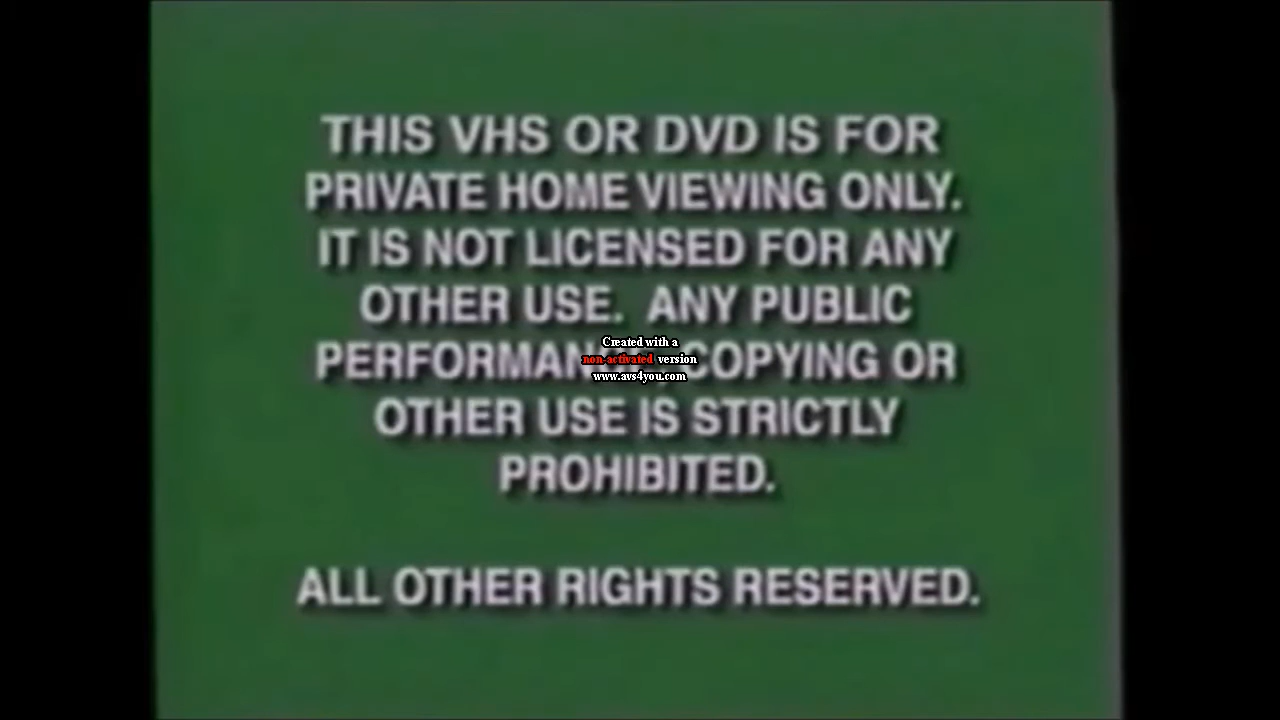 THIS VHS OR DVD IS FOR
PRIVATE HOME VIEWING ONLY.
IT IS NOT LICENSED FOR ANY
OTHER USE. ANY PUBLIC
Created with a
non-activated version
www.avs4you.com
PERFORMANCE, COPYING OR
OTHER USE IS STRICTLY
PROHIBITED.
ALL OTHER RIGHTS RESERVED.